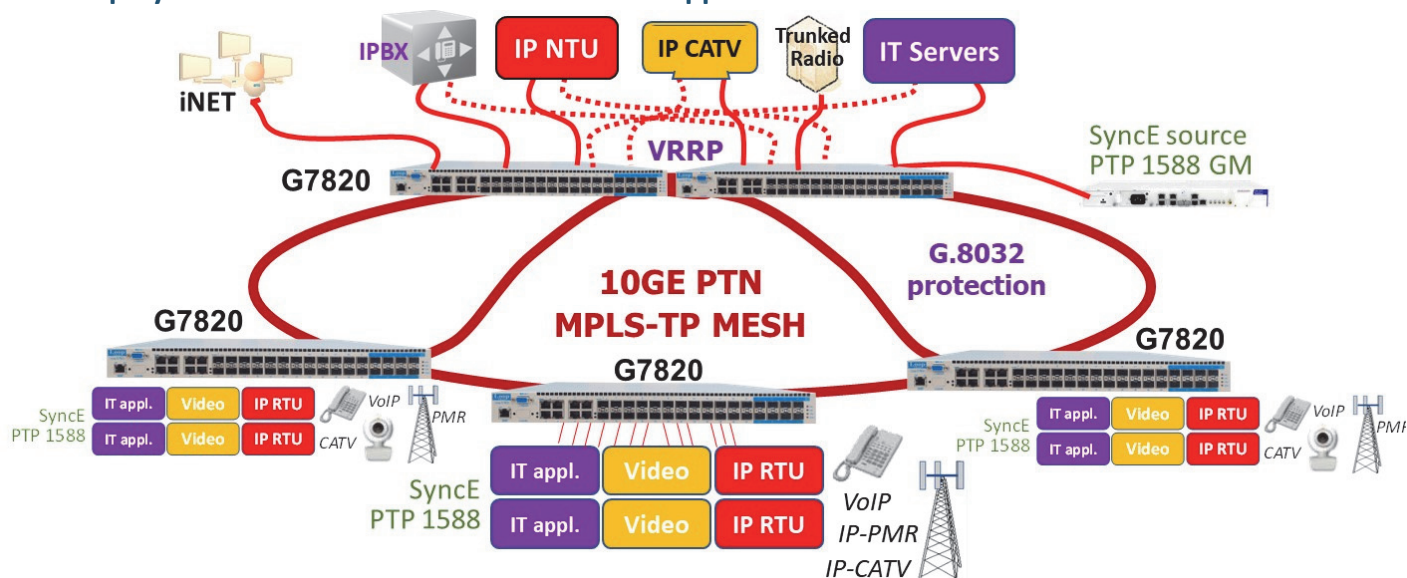 IPBX
IP NTU
IP CATV
Trunked
Radio
IT Servers
iNET
VRRP
SyncE source
PTP 1588 GM
G7820
G.8032
protection
10GE PTN
MPLS-TP MESH
G7820
G7820
G7820
IT appl. Video IP RTU VoIP PMR
SyncE
PTP 1588
IT appl. Video IP RTU CATV
IT appl. Video IP RTU VoIP PMR
SyncE
PTP 1588
IT appl. Video IP RTU CATV
IT appl. Video IP RTU
SyncE
PTP 1588
IT appl. Video IP RTU
VoIP
IP-PMR
IP-CATV